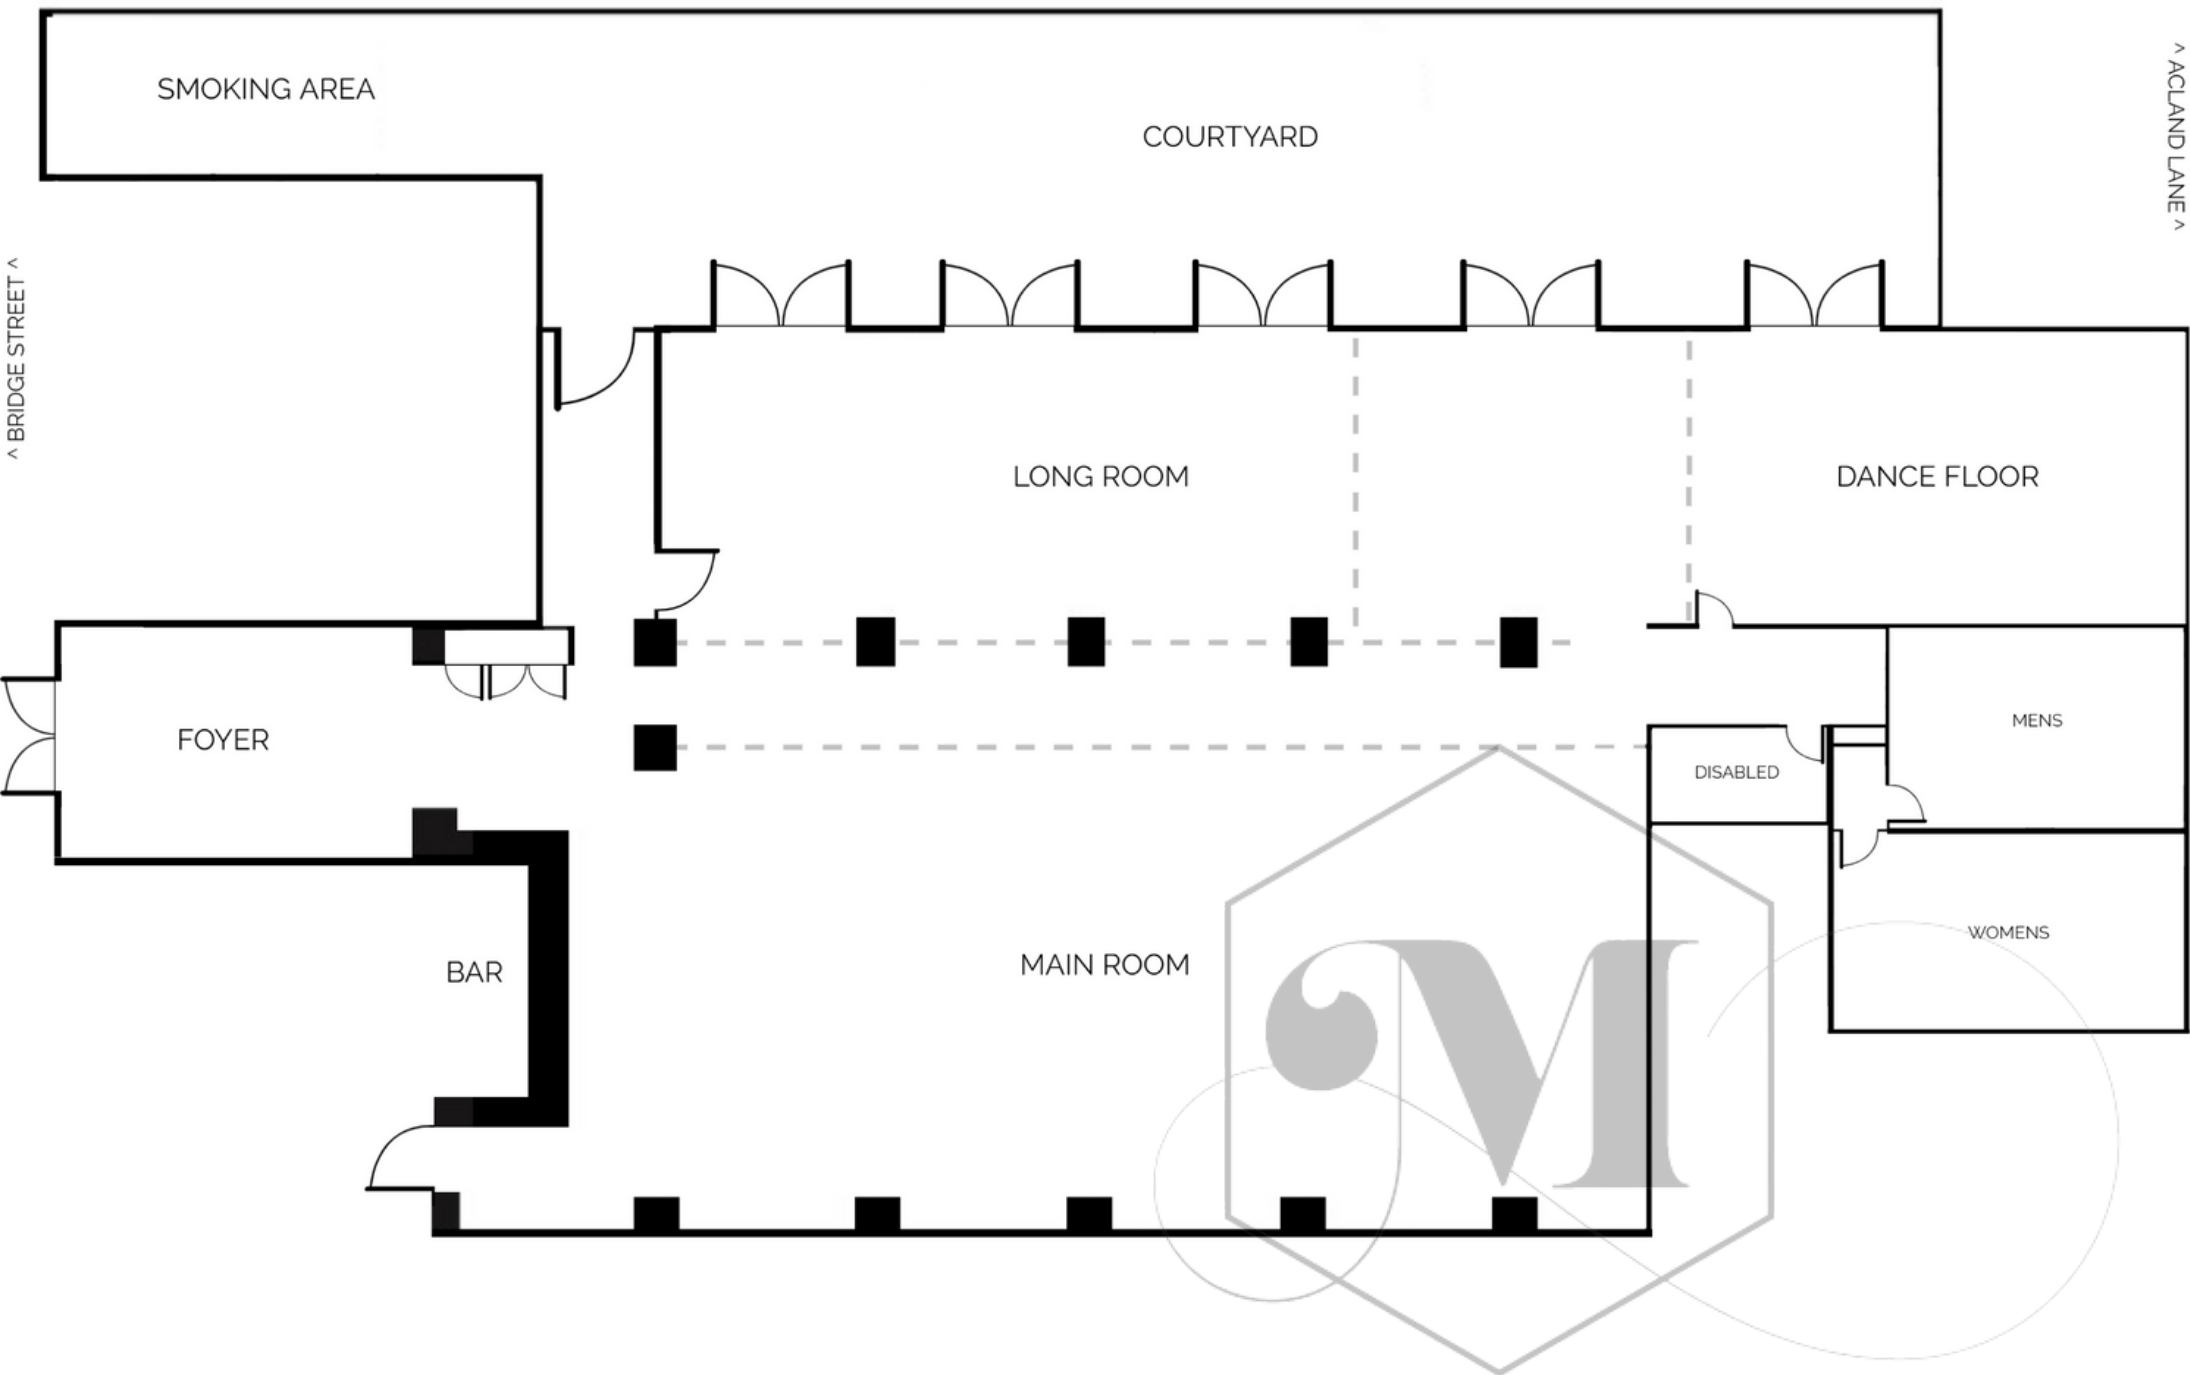 SMOKING AREA
COURTYARD
^ ACLAND LANE ^
^ BRIDGE STREET ^
LONG ROOM
DANCE FLOOR
FOYER
MENS
DISABLED
WOMENS
BAR
MAIN ROOM
M